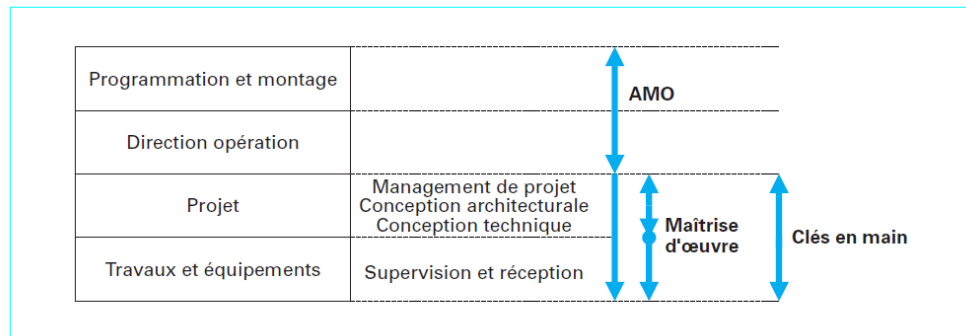 Programmation et montage
AMO
Direction opération
Projet
Management de projet
Conception architecturale
Conception technique
Maîtrise
d'œuvre
Clés en main
Travaux et équipements
Supervision et réception